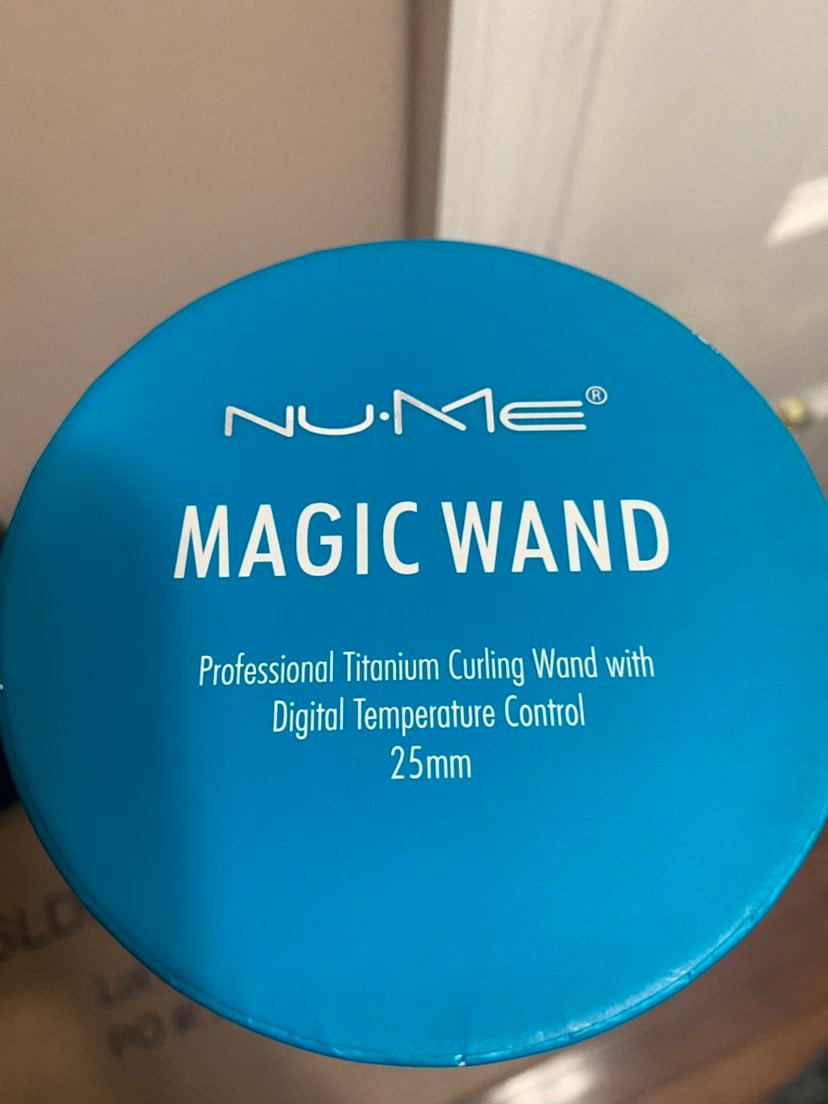 NU·ME®
MAGIC WAND
Professional Titanium Curling Wand with
Digital Temperature Control
25mm